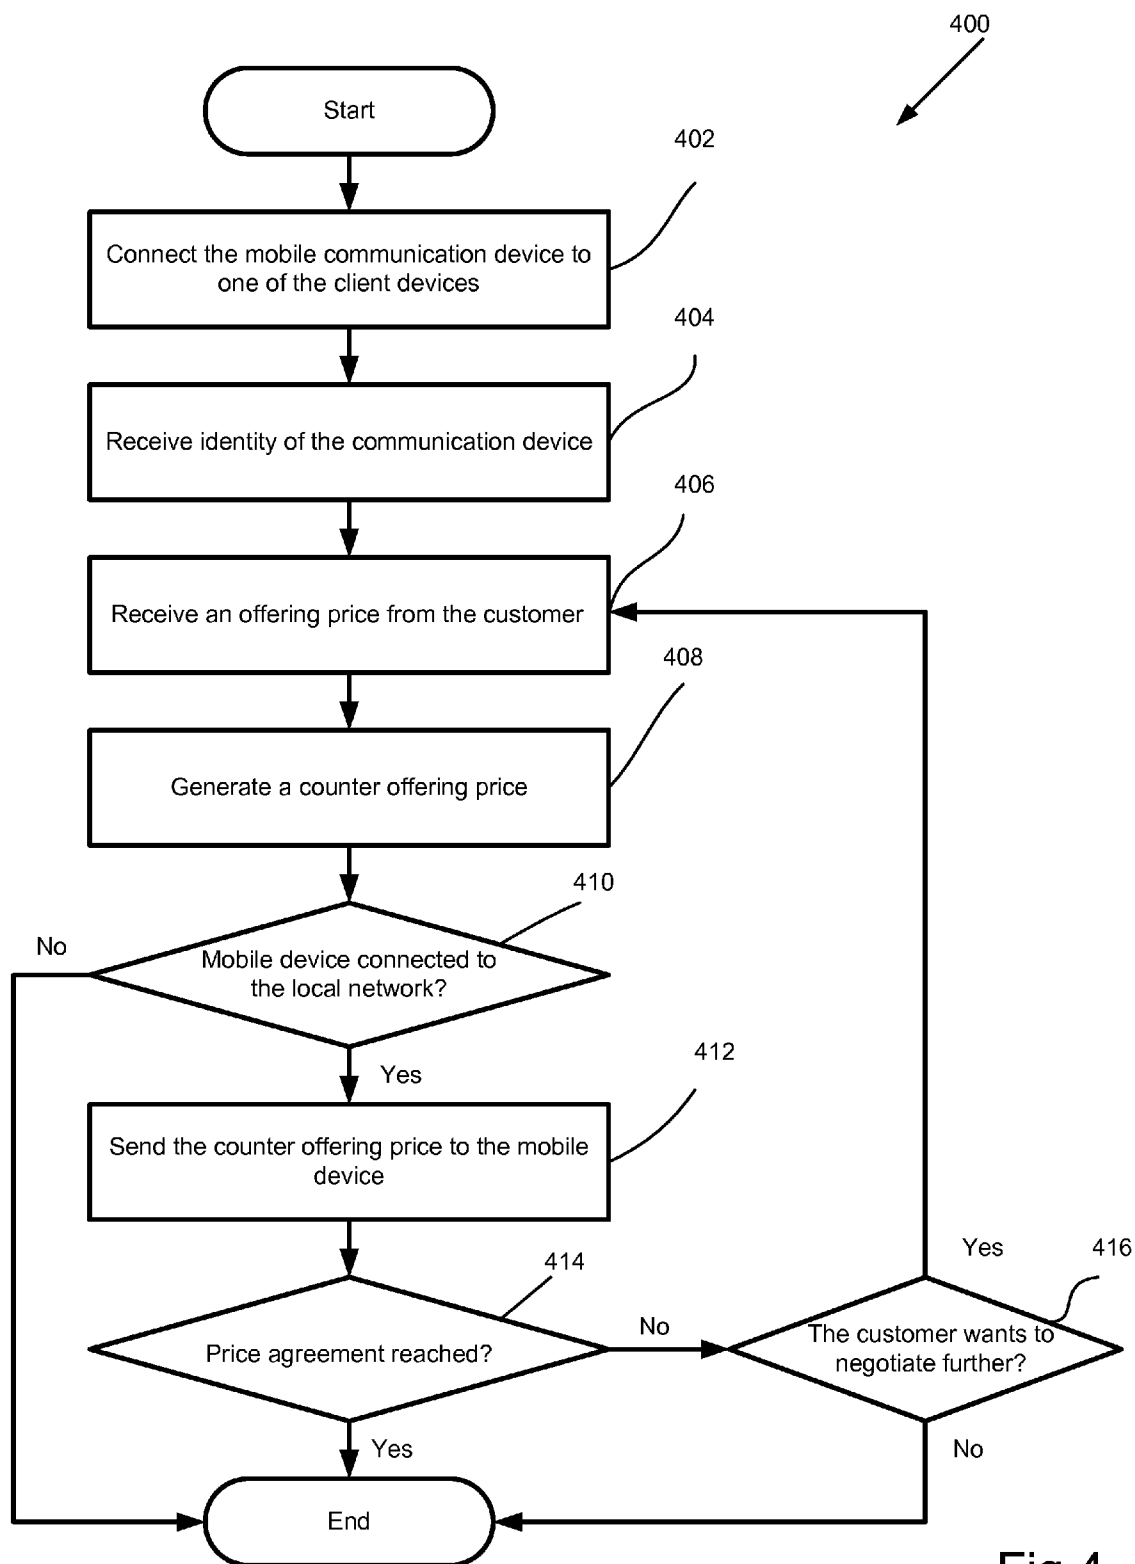 400
Start
402
Connect the mobile communication device to
one of the client devices
404
Receive identity of the communication device
406
Receive an offering price from the customer
408
Generate a counter offering price
410
No
Mobile device connected to
the local network?
Yes
412
Send the counter offering price to the mobile
device
414
Price agreement reached?
No
Yes
416
The customer wants to
negotiate further?
Yes
No
End
Fig 4